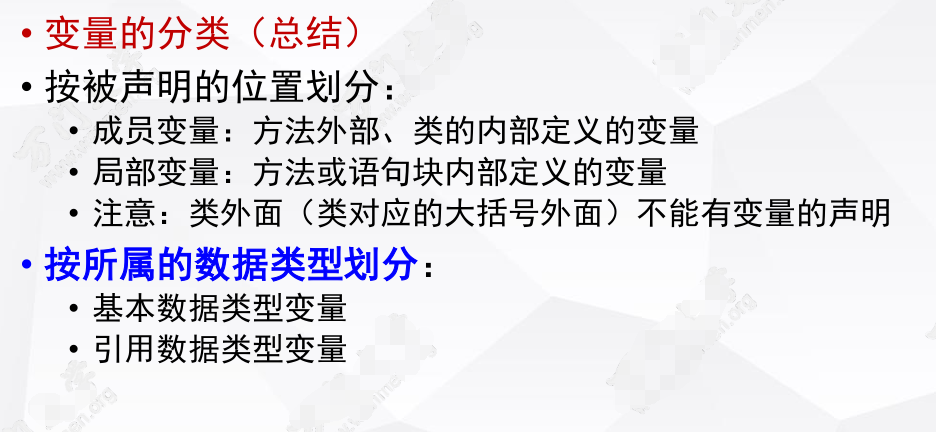 • 变量的分类（总结）
• 按被声明的位置划分：
• 成员变量：方法外部、类的内部定义的变量
• 局部变量：方法或语句块内部定义的变量
• 注意：类外面（类对应的大括号外面）不能有变量的声明
• 按所属的数据类型划分：
• 基本数据类型变量
• 引用数据类型变量